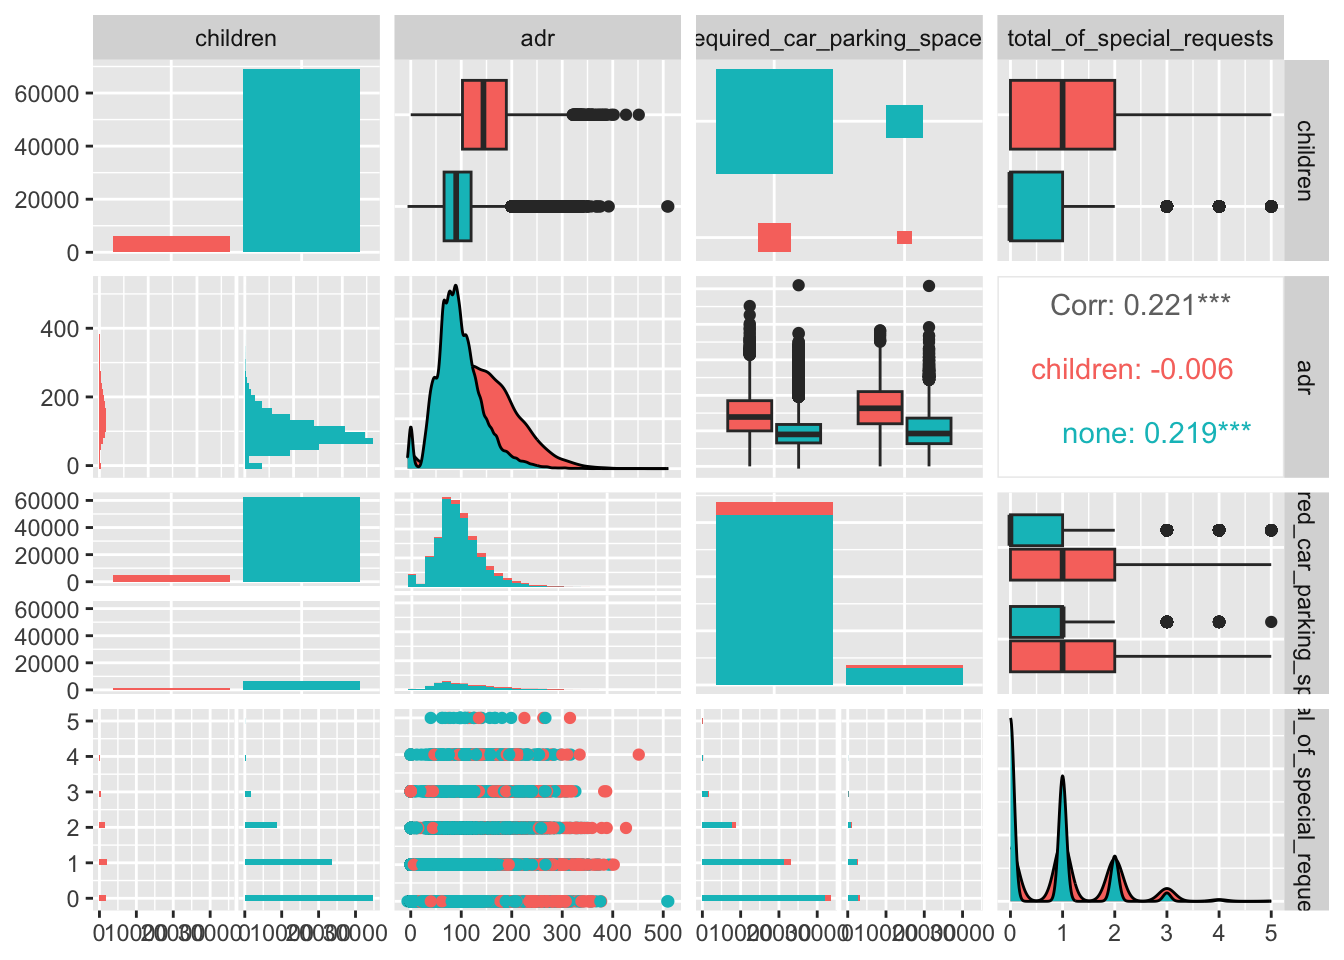 children
adr
equired_car_parking_space
total_of_special_requests
60000
40000
20000
0
children
400
200
0
Corr: 0.221***
children: -0.006
none: 0.219***
adr
60000
40000
20000
0
60000
40000
20000
0
red_car_parking_sp
5
4
3
2
1
0
al_of_special_reque
0 100 200 300 400 500
0 1 2 3 4 5